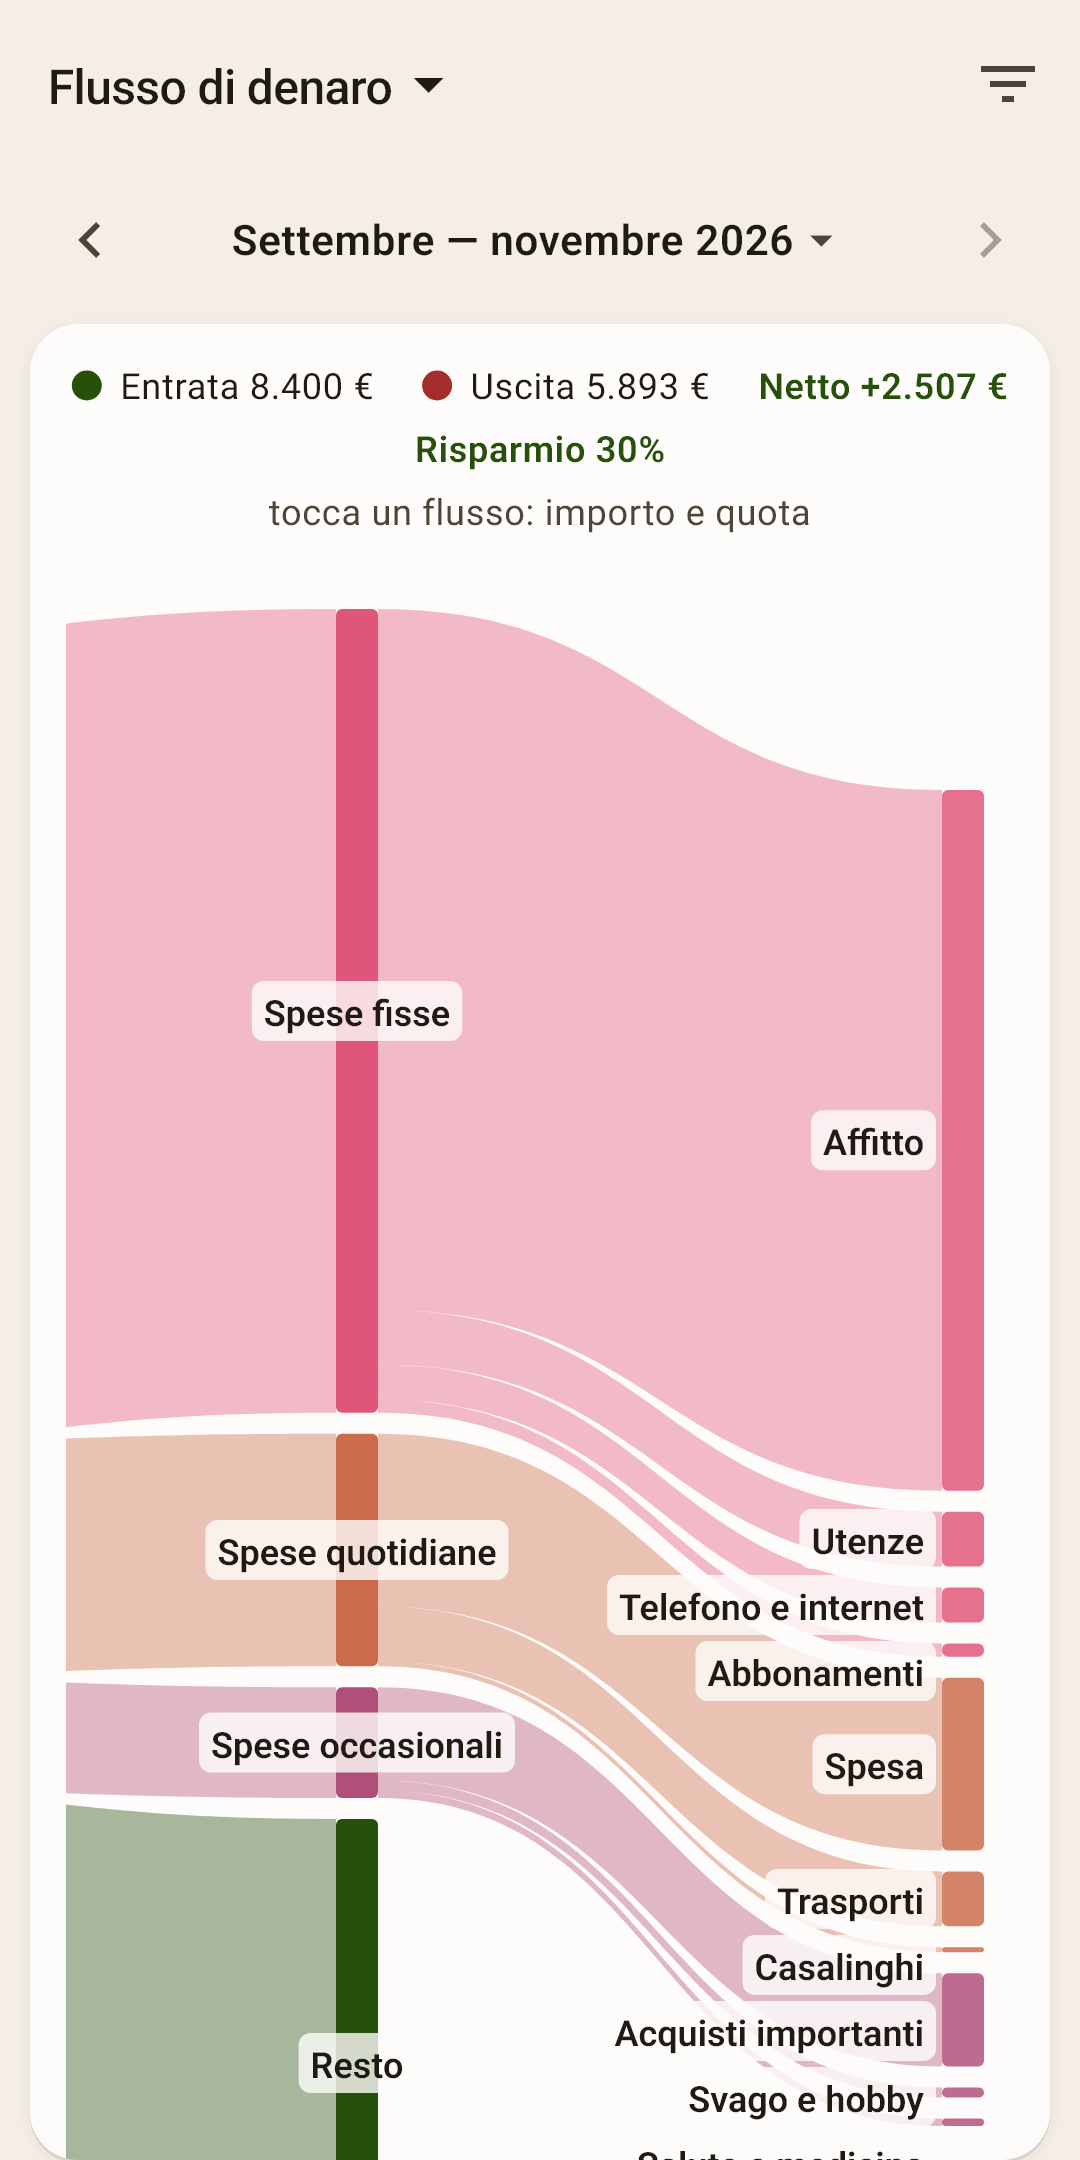 Flusso di denaro
Settembre — novembre 2026
Entrata 8.400 € Uscita 5.893 € Netto +2.507 €
Risparmio 30%
tocca un flusso: importo e quota
Spese fisse
Affitto
Utenze
Spese quotidiane
Telefono e internet
Abbonamenti
Spese occasionali
Spesa
Trasporti
Casalinghi
Acquisti importanti
Resto
Svago e hobby